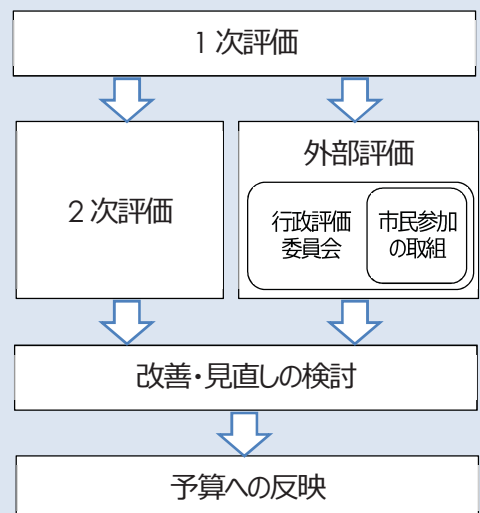 1 次評価
2 次評価
外部評価
行政評価
委員会
市民参加
の取組
改善・見直しの検討
予算への反映